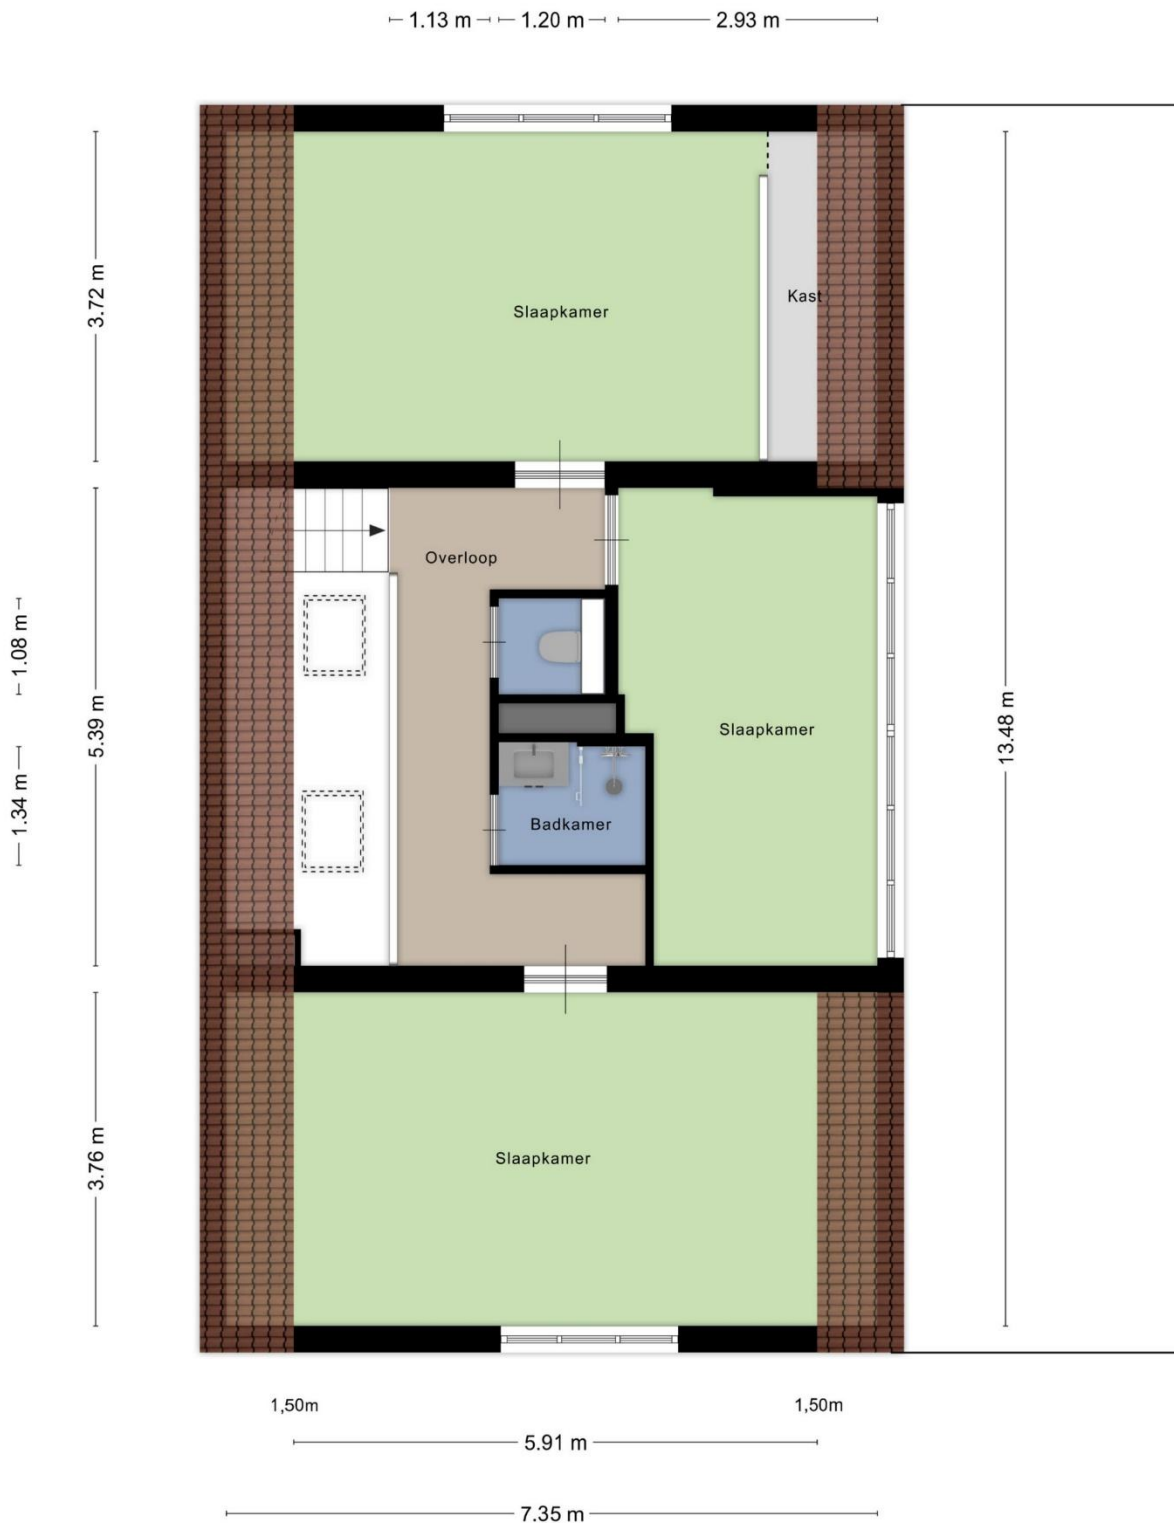 1.13 m
1.20 m
2.93 m
3.72 m
Kast
Slaapkamer
Overloop
1.08 m
5.39 m
13.48 m
Slaapkamer
1.34 m
Badkamer
3.76 m
Slaapkamer
1,50m
1,50m
5.91 m
7.35 m